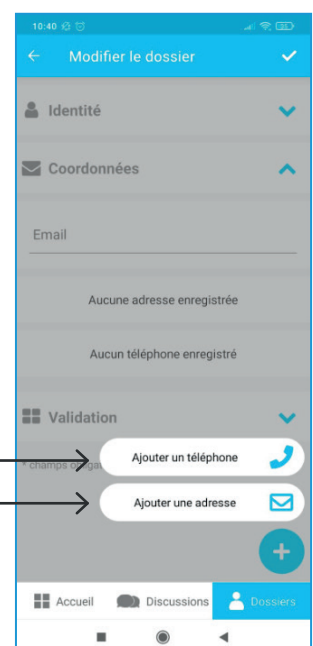 10:40
Modifier le dossier
Identité
Coordonnées
Email
Aucune adresse enregistrée
Aucun téléphone enregistré
Validation
* champs
Ajouter un téléphone
Ajouter une adresse
Accueil Discussions Dossiers